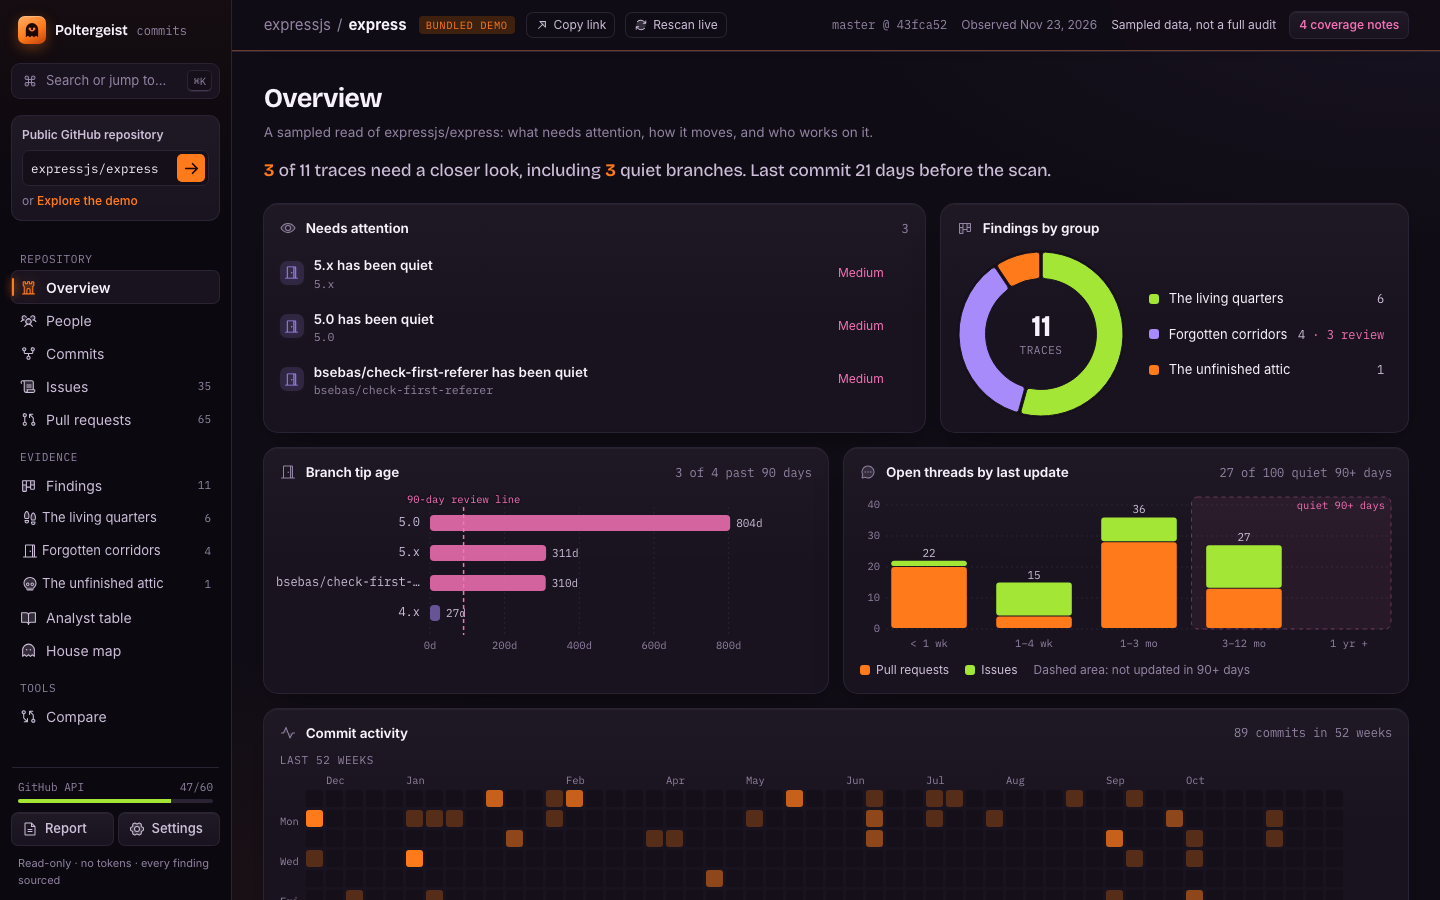 Poltergeist commits
Search or jump to... ⌘K
Public GitHub repository
expressjs/express
or Explore the demo
REPOSITORY
Overview
People
Commits
Issues 35
Pull requests 65
EVIDENCE
Findings 11
The living quarters 6
Forgotten corridors 4
The unfinished attic 1
Analyst table
House map
TOOLS
Compare
GitHub API 47/60
Report Settings
Read-only · no tokens · every finding
sourced
expressjs / express BUNDLED DEMO Copy link Rescan live master @ 43fca52 Observed Nov 23, 2026 Sampled data, not a full audit 4 coverage notes
Overview
A sampled read of expressjs/express: what needs attention, how it moves, and who works on it.
3 of 11 traces need a closer look, including 3 quiet branches. Last commit 21 days before the scan.
Needs attention 3
5.x has been quiet Medium
5.x
5.0 has been quiet Medium
5.0
bsebas/check-first-referer has been quiet Medium
bsebas/check-first-referer
Findings by group
11
TRACES
The living quarters 6
Forgotten corridors 4 · 3 review
The unfinished attic 1
Branch tip age 3 of 4 past 90 days
90-day review line
5.0 804d
5.x 311d
bsebas/check-first-… 310d
4.x 27d
0d 200d 400d 600d 800d
Open threads by last update 27 of 100 quiet 90+ days
quiet 90+ days
40
30
20
10
0
22 15 36 27
< 1 wk 1–4 wk 1–3 mo 3–12 mo 1 yr +
Pull requests Issues Dashed area: not updated in 90+ days
Commit activity 89 commits in 52 weeks
LAST 52 WEEKS
Dec Jan Feb Apr May Jun Jul Aug Sep Oct
Mon
Wed
Fri